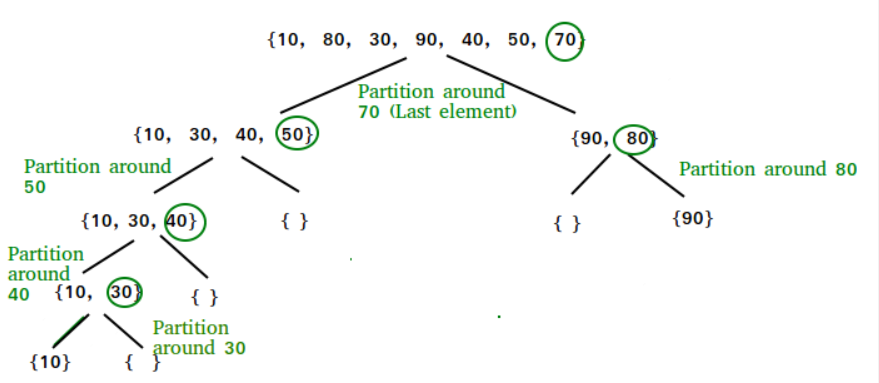 {10, 80, 30, 90, 40, 50, 70}
Partition around
70 (Last element)
{10, 30, 40, 50}
{90, 80}
Partition around
50
Partition around 80
{10, 30, 40}
{ }
{ }
{90}
Partition
around
40
{10, 30}
{ }
Partition
around 30
{10}
{ }